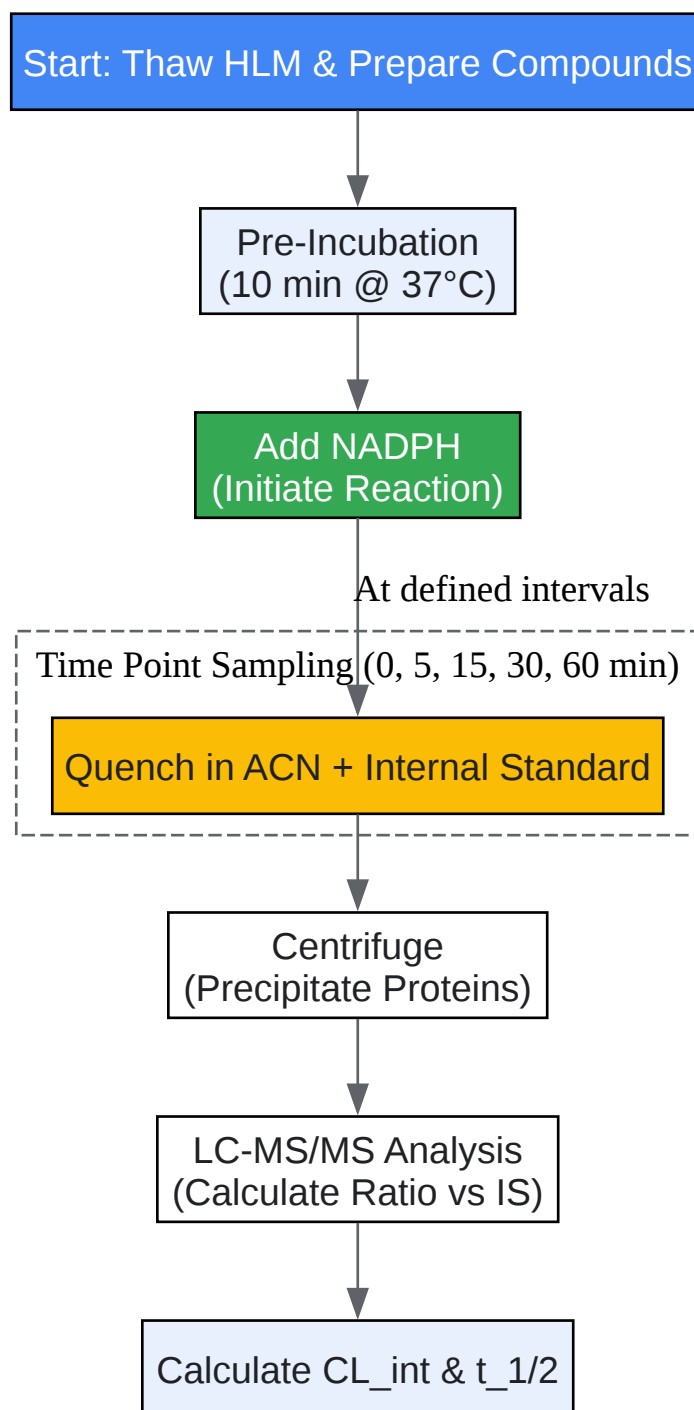 Start: Thaw HLM & Prepare Compounds
Pre-Incubation
(10 min @ 37°C)
Add NADPH
(Initiate Reaction)
At defined intervals
Time Point Sampling (0, 5, 15, 30, 60 min)
Quench in ACN + Internal Standard
Centrifuge
(Precipitate Proteins)
LC-MS/MS Analysis
(Calculate Ratio vs IS)
Calculate CL_int & t_1/2